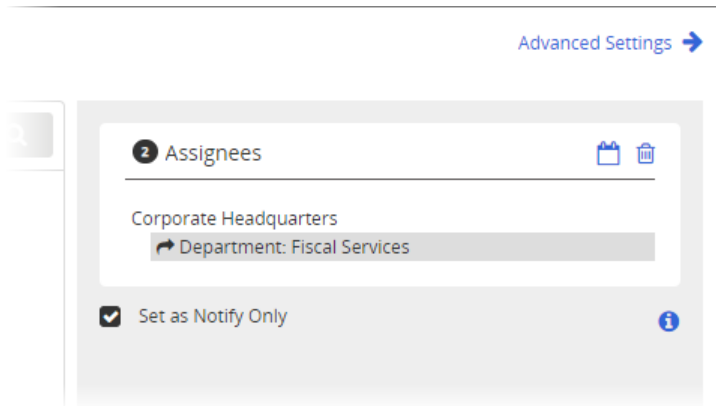 Advanced Settings
2 Assignees
Corporate Headquarters
Department: Fiscal Services
Set as Notify Only